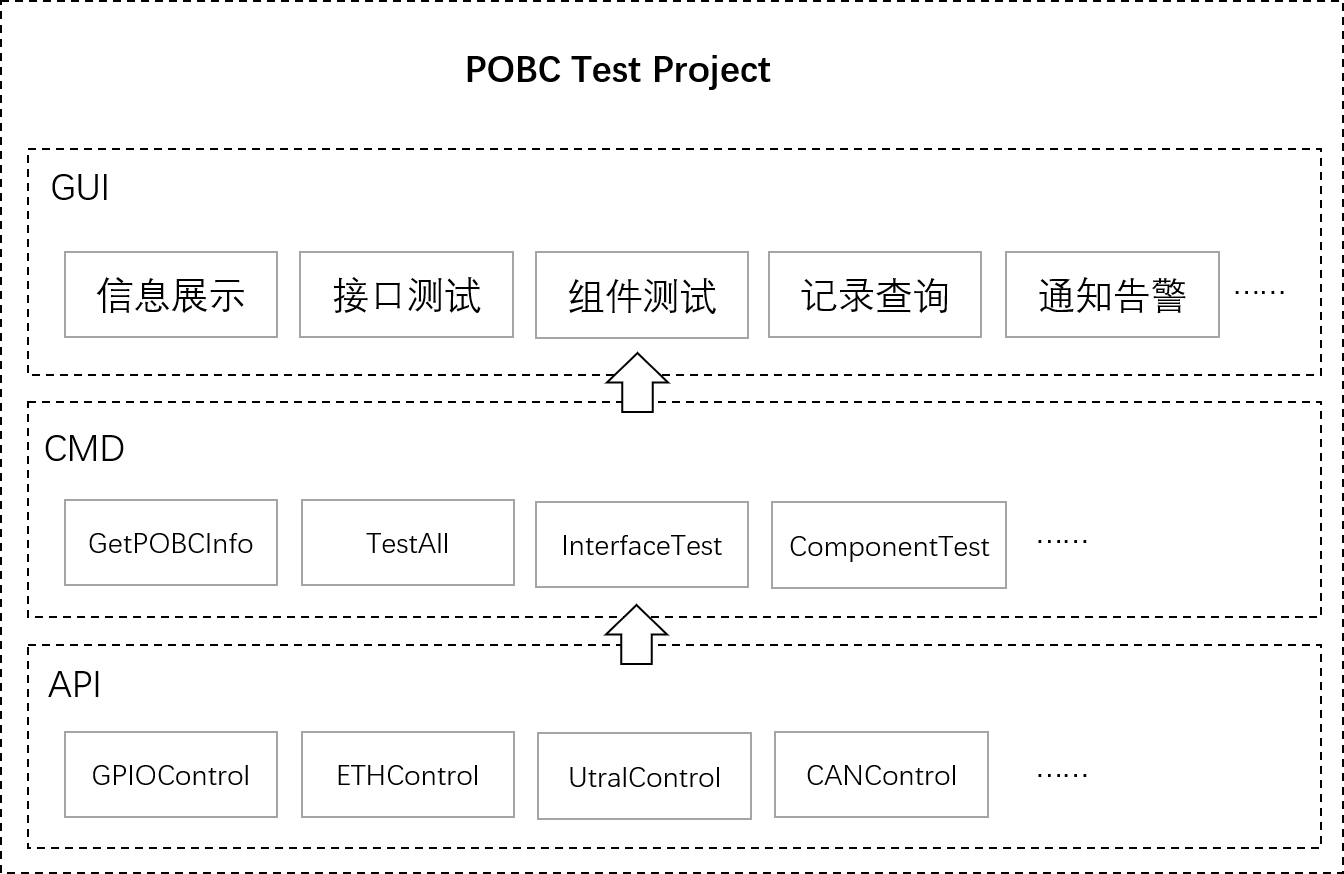 POBC Test Project
GUI
信息展示
接口测试
组件测试
记录查询
通知告警
……
CMD
GetPOBCInfo
TestAll
InterfaceTest
ComponentTest
……
API
GPIOControl
ETHControl
UtralControl
CANControl
……